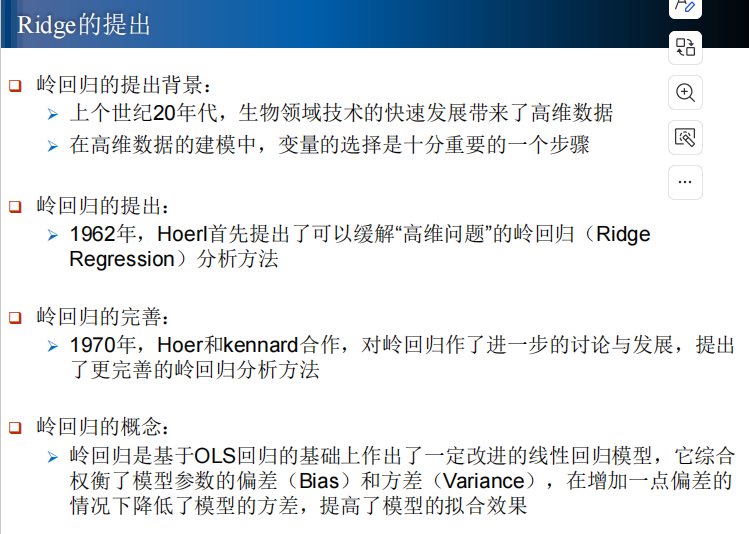 Ridge的提出
岭回归的提出背景：
上个世纪20年代，生物领域技术的快速发展带来了高维数据
在高维数据的建模中，变量的选择是十分重要的一个步骤
岭回归的提出：
1962年，Hoerl首先提出了可以缓解“高维问题”的岭回归（Ridge
Regression）分析方法
岭回归的完善：
1970年，Hoer和kennard合作，对岭回归作了进一步的讨论与发展，提出
了更完善的岭回归分析方法
岭回归的概念：
岭回归是基于OLS回归的基础上作出了一定改进的线性回归模型，它综合
权衡了模型参数的偏差（Bias）和方差（Variance），在增加一点偏差的
情况下降低了模型的方差，提高了模型的拟合效果